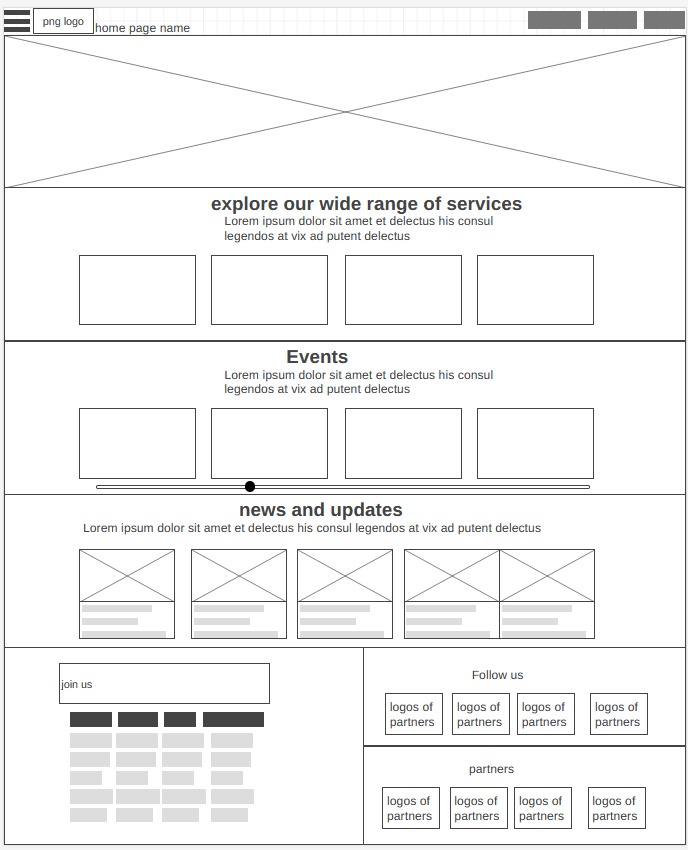 png logo
home page name
explore our wide range of services
Lorem ipsum dolor sit amet et delectus his consul
legendos at vix ad putent delectus
Events
Lorem ipsum dolor sit amet et delectus his consul
legendos at vix ad putent delectus
news and updates
Lorem ipsum dolor sit amet et delectus his consul legendos at vix ad putent delectus
join us
Follow us
logos of
partners
logos of
partners
logos of
partners
logos of
partners
partners
logos of
partners
logos of
partners
logos of
partners
logos of
partners